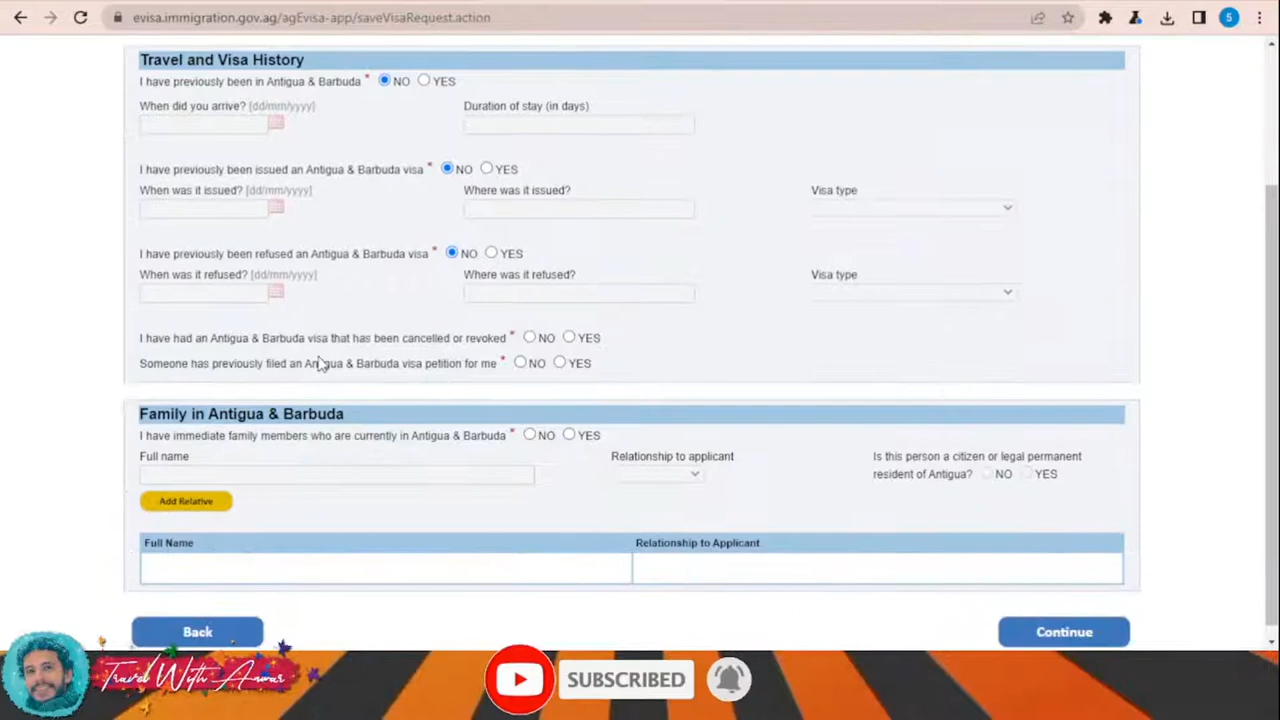 evisa.immigration.gov.ag/agEvisa-app/saveVisaRequest.action
5
Travel and Visa History
I have previously been in Antigua & Barbuda * NO YES
When did you arrive? [dd/mm/yyyy] Duration of stay (in days)
I have previously been issued an Antigua & Barbuda visa * NO YES
When was it issued? [dd/mm/yyyy] Where was it issued? Visa type
I have previously been refused an Antigua & Barbuda visa * NO YES
When was it refused? [dd/mm/yyyy] Where was it refused? Visa type
I have had an Antigua & Barbuda visa that has been cancelled or revoked * NO YES
Someone has previously filed an Antigua & Barbuda visa petition for me * NO YES
Family in Antigua & Barbuda
I have immediate family members who are currently in Antigua & Barbuda * NO YES
Full name Relationship to applicant Is this person a citizen or legal permanent
resident of Antigua? NO YES
Add Relative
Full Name Relationship to Applicant
Back Continue
Travel With Anwar
SUBSCRIBED